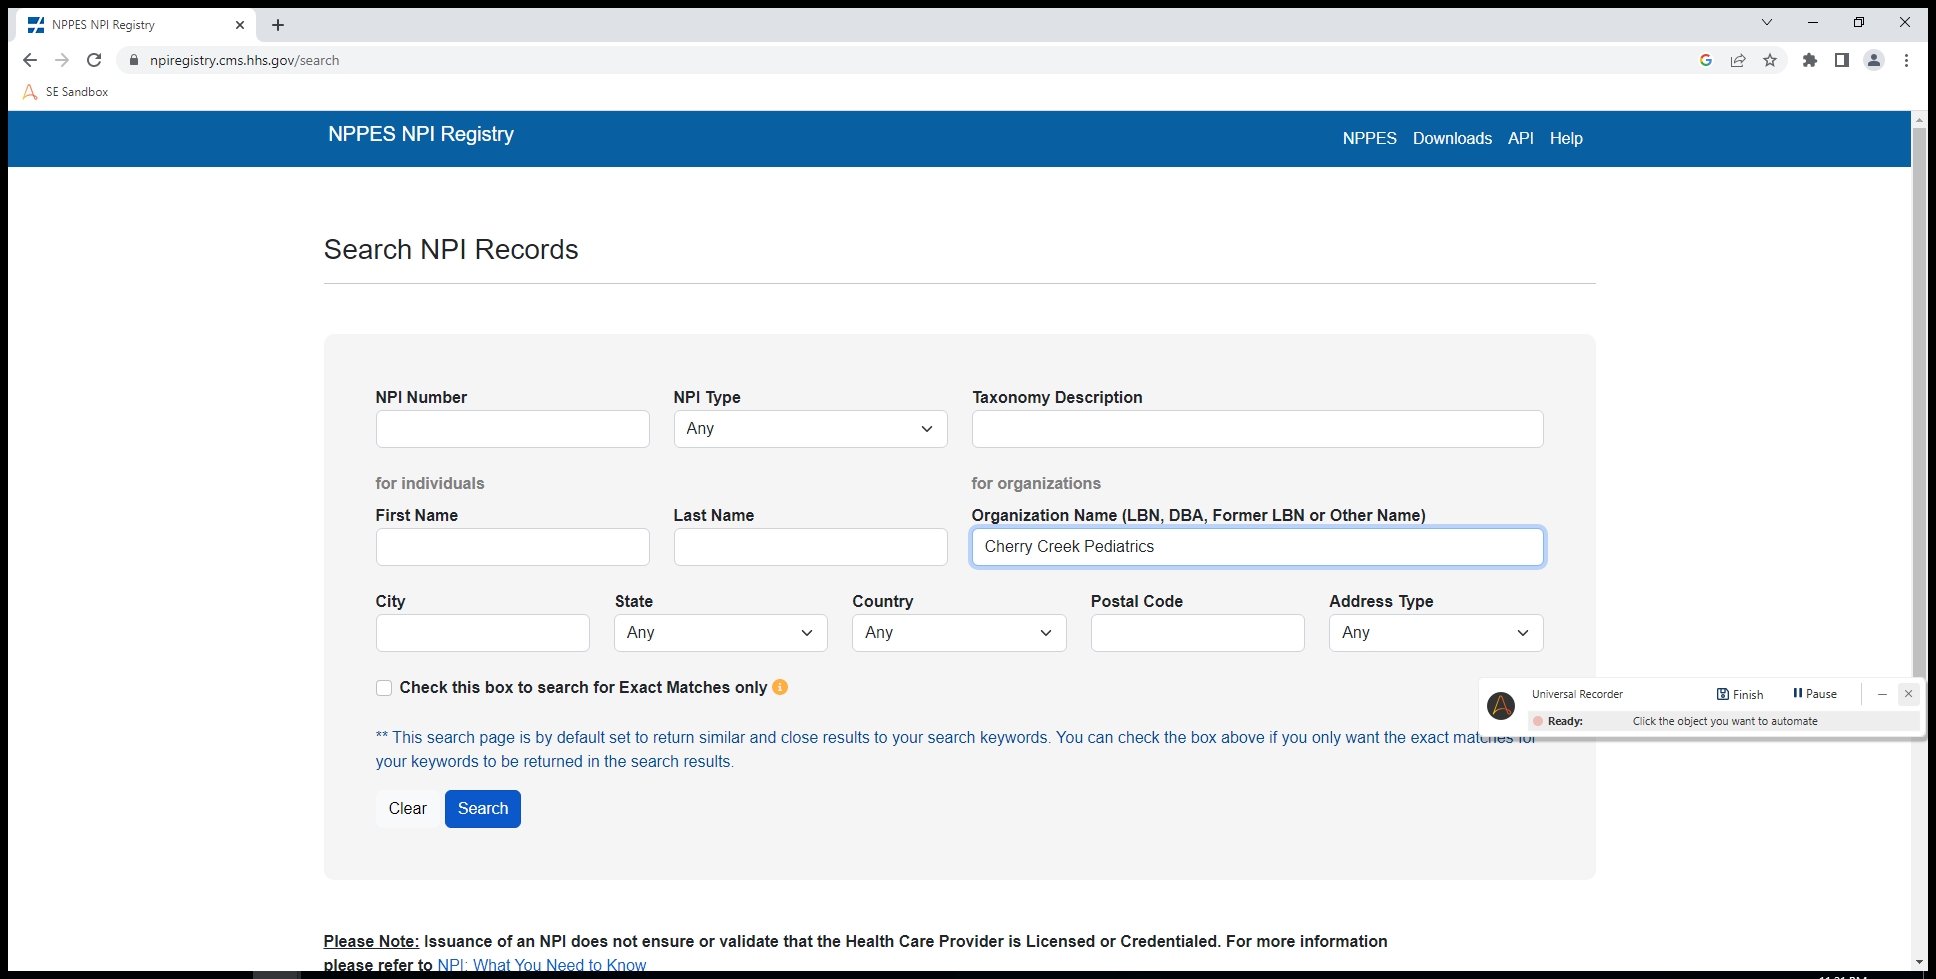 NPPES NPI Registry
npiregistry.cms.hhs.gov/search
SE Sandbox
NPPES NPI Registry
NPPES Downloads API Help
Search NPI Records
NPI Number NPI Type Taxonomy Description
Any
for individuals for organizations
First Name Last Name Organization Name (LBN, DBA, Former LBN or Other Name)
Cherry Creek Pediatrics
City State Country Postal Code Address Type
Any Any Any
Check this box to search for Exact Matches only
Universal Recorder Finish Pause
Ready: Click the object you want to automate
** This search page is by default set to return similar and close results to your search keywords. You can check the box above if you only want the exact matches for
your keywords to be returned in the search results.
Clear Search
Please Note: Issuance of an NPI does not ensure or validate that the Health Care Provider is Licensed or Credentialed. For more information
please refer to NPI: What You Need to Know